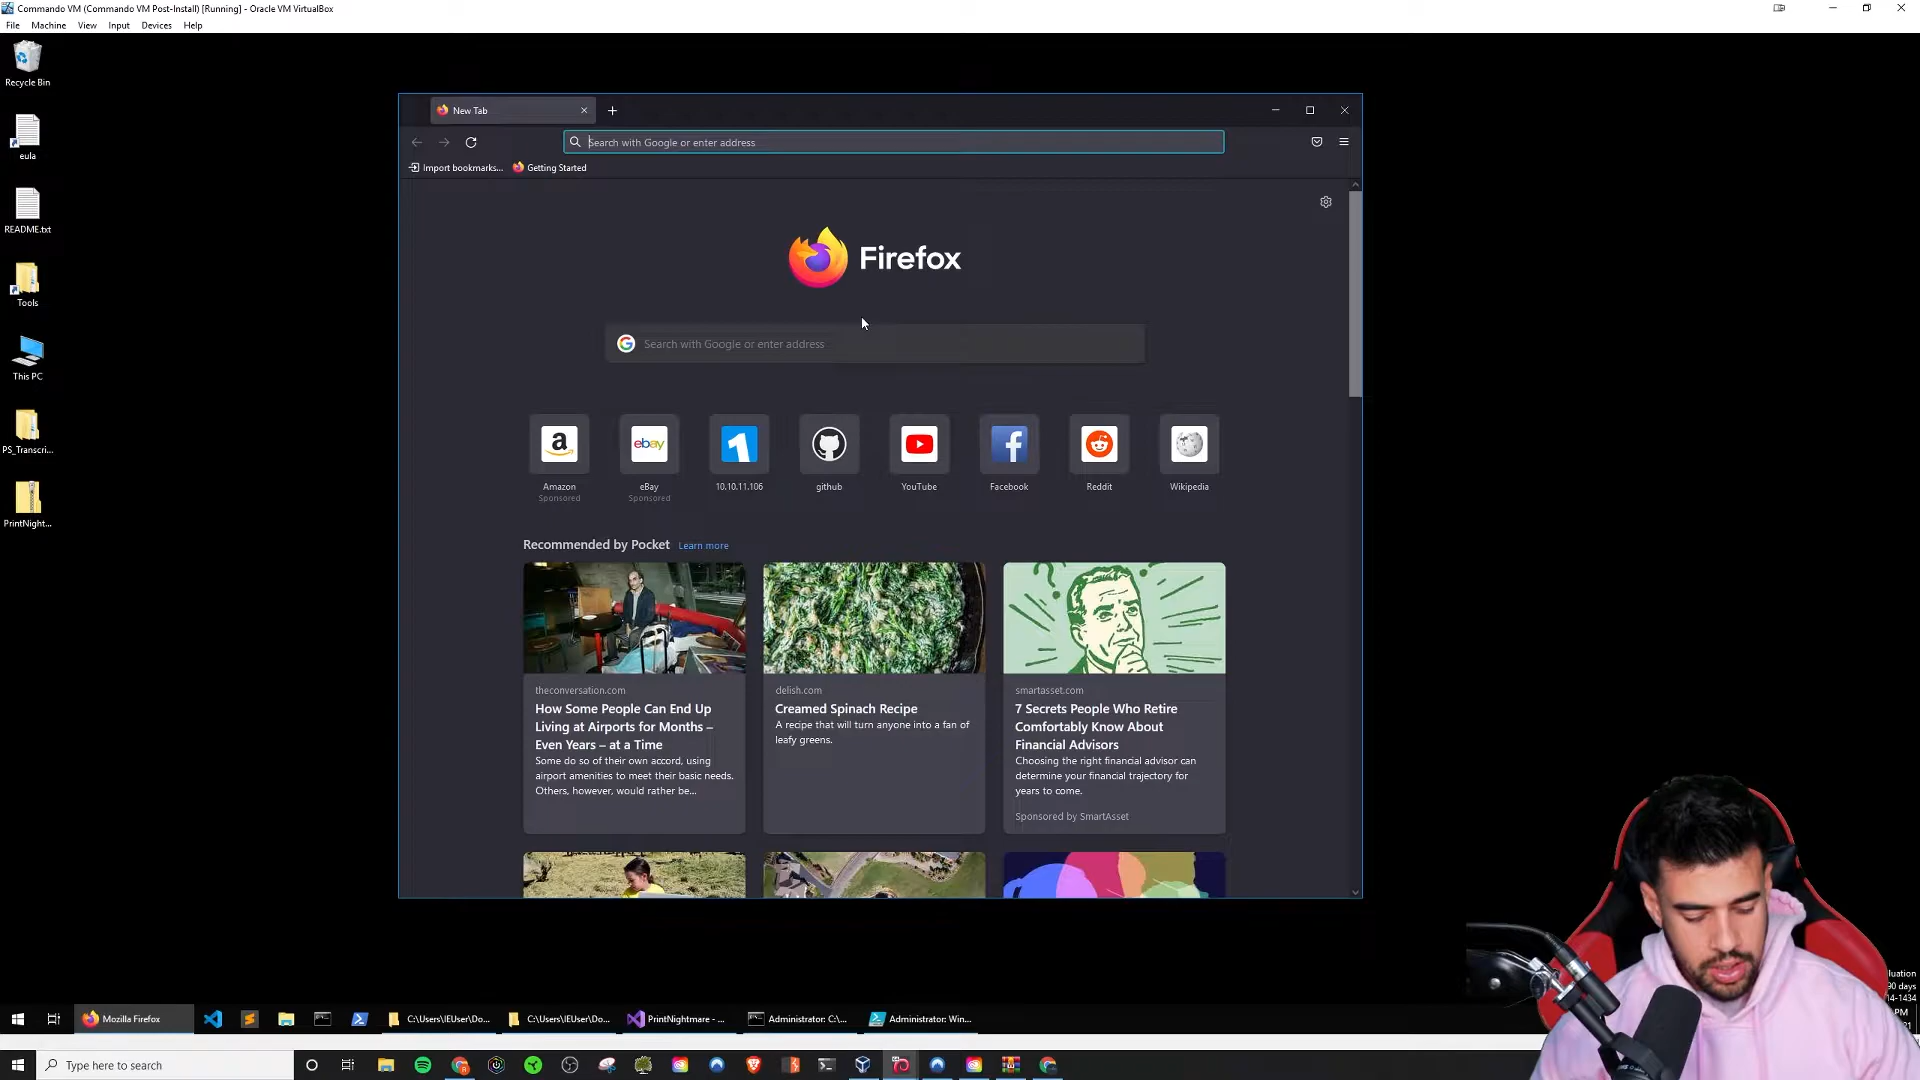 Commando VM (Commando VM Post-Install) [Running] - Oracle VM VirtualBox
File Machine View Input Devices Help
Recycle Bin
eula
README.txt
Tools
This PC
PS_Transcri...
PrintNight...
New Tab
Search with Google or enter address
Import bookmarks... Getting Started
Firefox
Search with Google or enter address
Amazon
Sponsored
ebay
eBay
Sponsored
10.10.11.106
github
YouTube
Facebook
Reddit
Wikipedia
Recommended by Pocket Learn more
theconversation.com
How Some People Can End Up
Living at Airports for Months –
Even Years – at a Time
Some do so of their own accord, using
airport amenities to meet their basic needs.
Others, however, would rather be...
delish.com
Creamed Spinach Recipe
A recipe that will turn anyone into a fan of
leafy greens.
smartasset.com
7 Secrets People Who Retire
Comfortably Know About
Financial Advisors
Choosing the right financial advisor can
determine your financial trajectory for
years to come.
Sponsored by SmartAsset
luation
90 days
14-1434
PM
21
Mozilla Firefox C:\Users\IEUser\Do... C:\Users\IEUser\Do... PrintNightmare - ... Administrator: C:\... Administrator: Win...
Type here to search